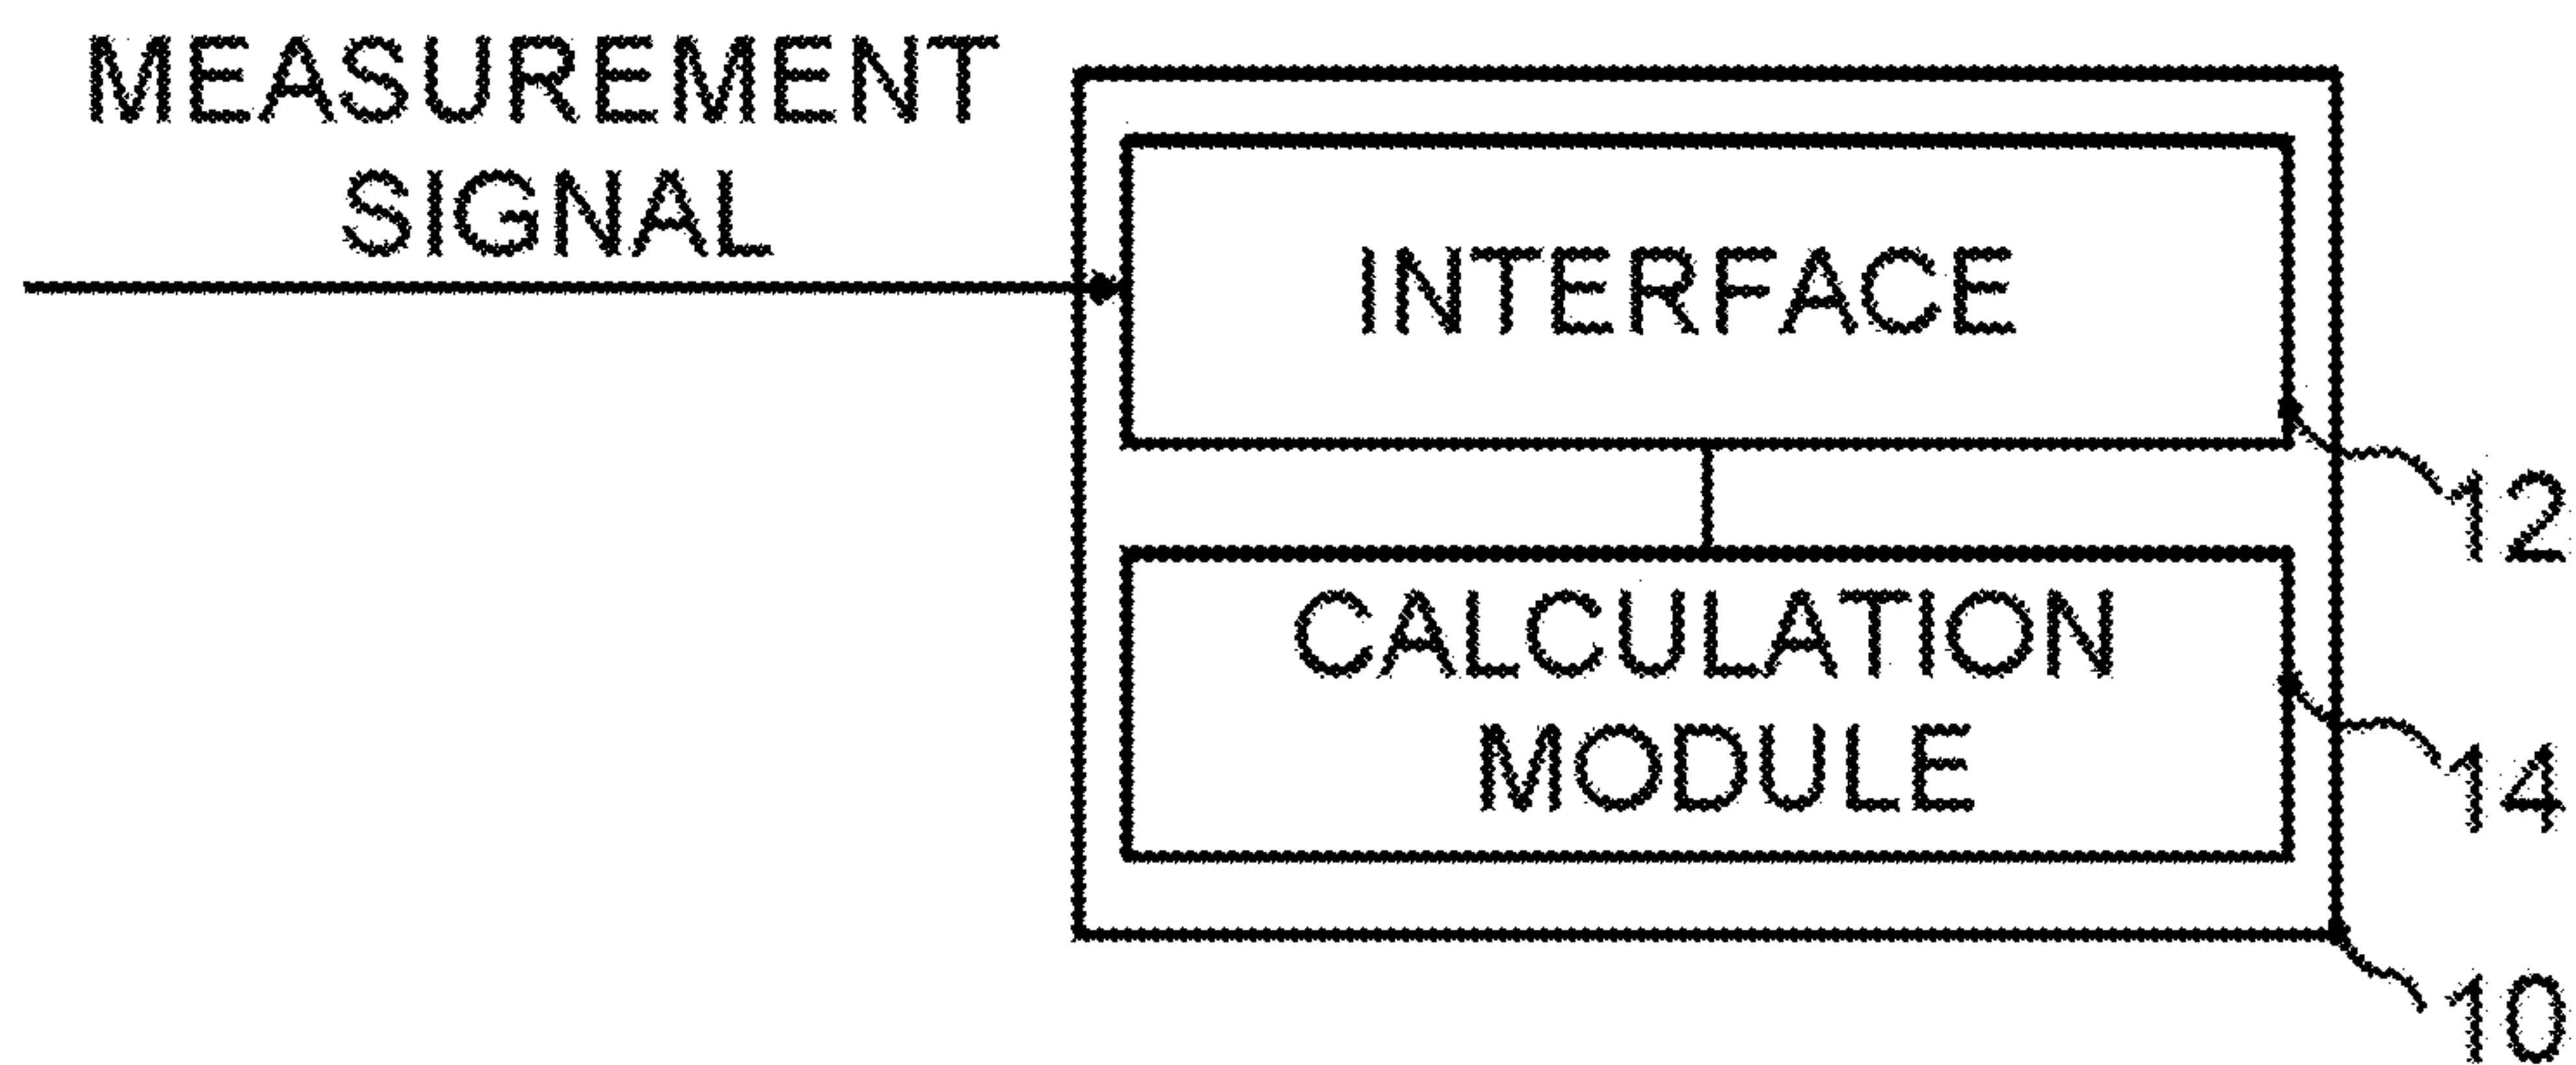 MEASUREMENT
SIGNAL
INTERFACE
12
CALCULATION
MODULE
14
10